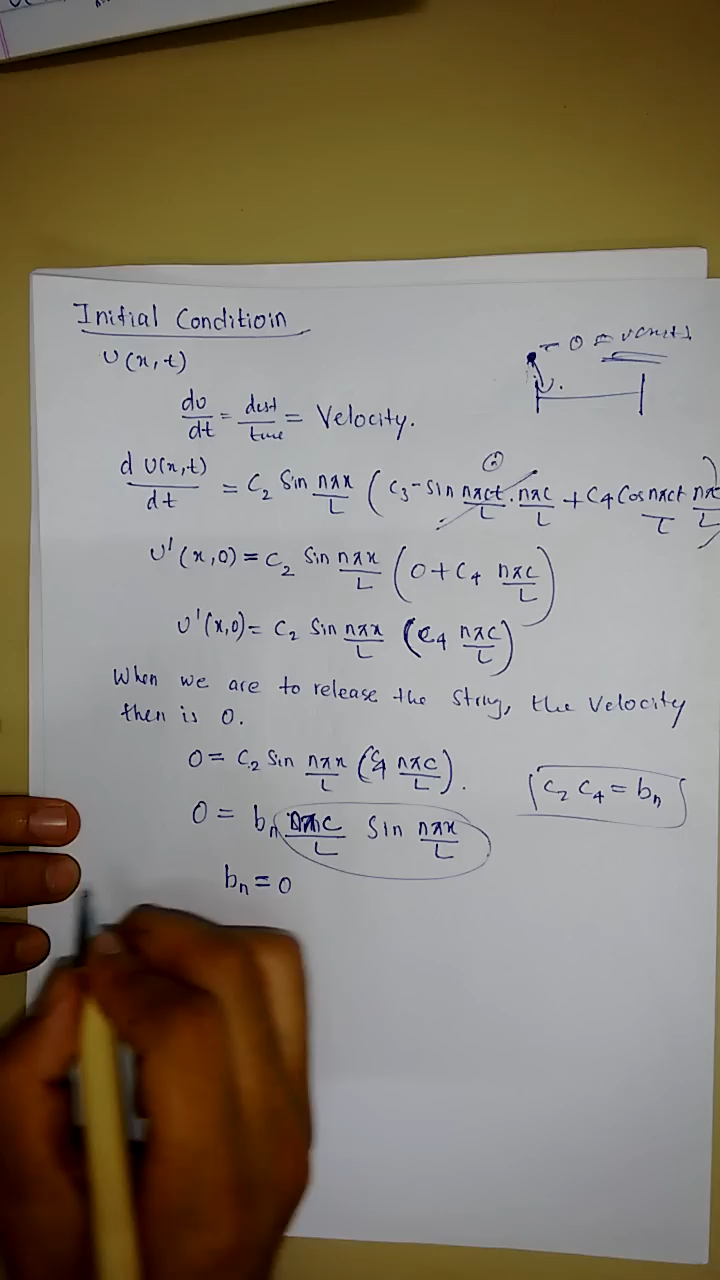 Initial Conditioin
U(x,t)
= 0 =
U.
du/dt = dist/time = Velocity.
d U(x,t)/dt = C₂ Sin nπx/L (C₃ -sin nπct/L . nπc/L + C₄ Cos nπct/L nπ/L
U'(x,0) = C₂ Sin nπx/L (0 + C₄ nπc/L)
U'(x,0) = C₂ Sin nπx/L (C₄ nπc/L)
When we are to release the string, the velocity
then is 0.
0 = C₂ Sin nπx/L (C₄ nπc/L).
C₂ C₄ = bₙ
0 = bₙ nπc/L Sin nπx/L
bₙ = 0